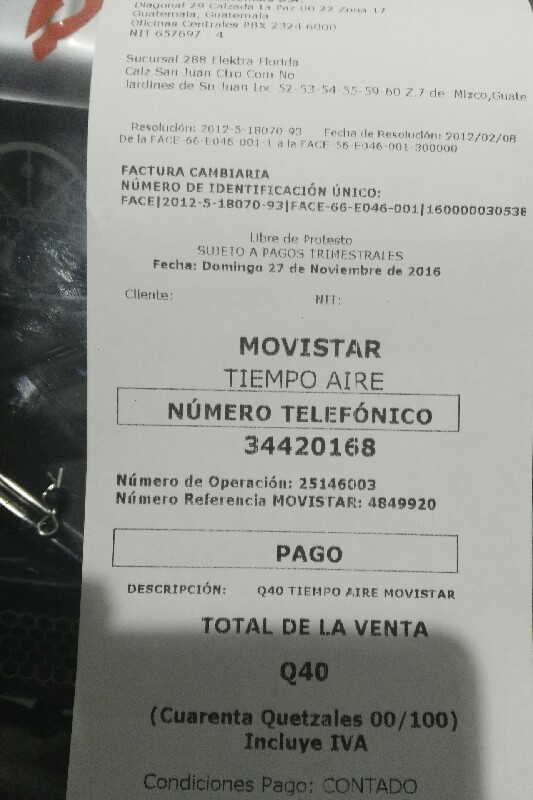 Diagonal 29 Calzada La Paz 00 22 Zona 17
Guatemala, Guatemala
Oficinas Centrales PBX 2324 6000
NIT 657697 - 4
Sucursal 288 Elektra Florida
Calz San Juan Ctro Com No
Jardines de Sn Juan Loc 52-53-54-55-59-60 Z.7 de Mixco,Guate
Resolución: 2012-5-18070-93 Fecha de Resolución: 2012/02/08
De la FACE-66-E046-001-1 a la FACE-66-E046-001-300000
FACTURA CAMBIARIA
NÚMERO DE IDENTIFICACIÓN ÚNICO:
FACE|2012-5-18070-93|FACE-66-E046-001|160000030538
Libre de Protesto
SUJETO A PAGOS TRIMESTRALES
Fecha: Domingo 27 de Noviembre de 2016
Cliente: NIT:
MOVISTAR
TIEMPO AIRE
NÚMERO TELEFÓNICO
34420168
Número de Operación: 25146003
Número Referencia MOVISTAR: 4849920
PAGO
DESCRIPCIÓN: Q40 TIEMPO AIRE MOVISTAR
TOTAL DE LA VENTA
Q40
(Cuarenta Quetzales 00/100)
Incluye IVA
Condiciones Pago: CONTADO